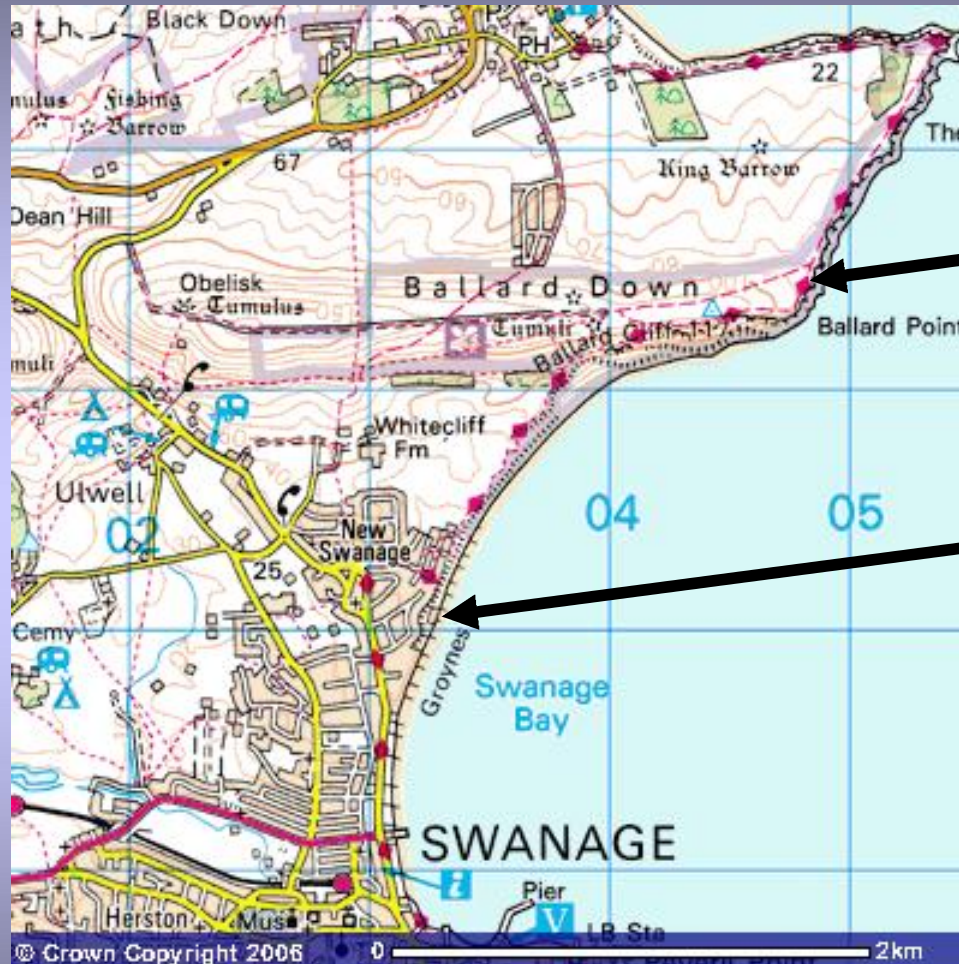 Black Down
PH
22
Fishing
Barrow
67
King Barrow
The
Dean Hill
Obelisk
Tumulus
Ballard Down
Tumuli
Ballard Cliff
Ballard Point
Whitecliff
Fm
Ulwell
02
New
Swanage
04
05
25
Cemy
Groynes
Swanage
Bay
SWANAGE
i
Pier
V
LB Sta
Herston
Mus
© Crown Copyright 2006
0
2km